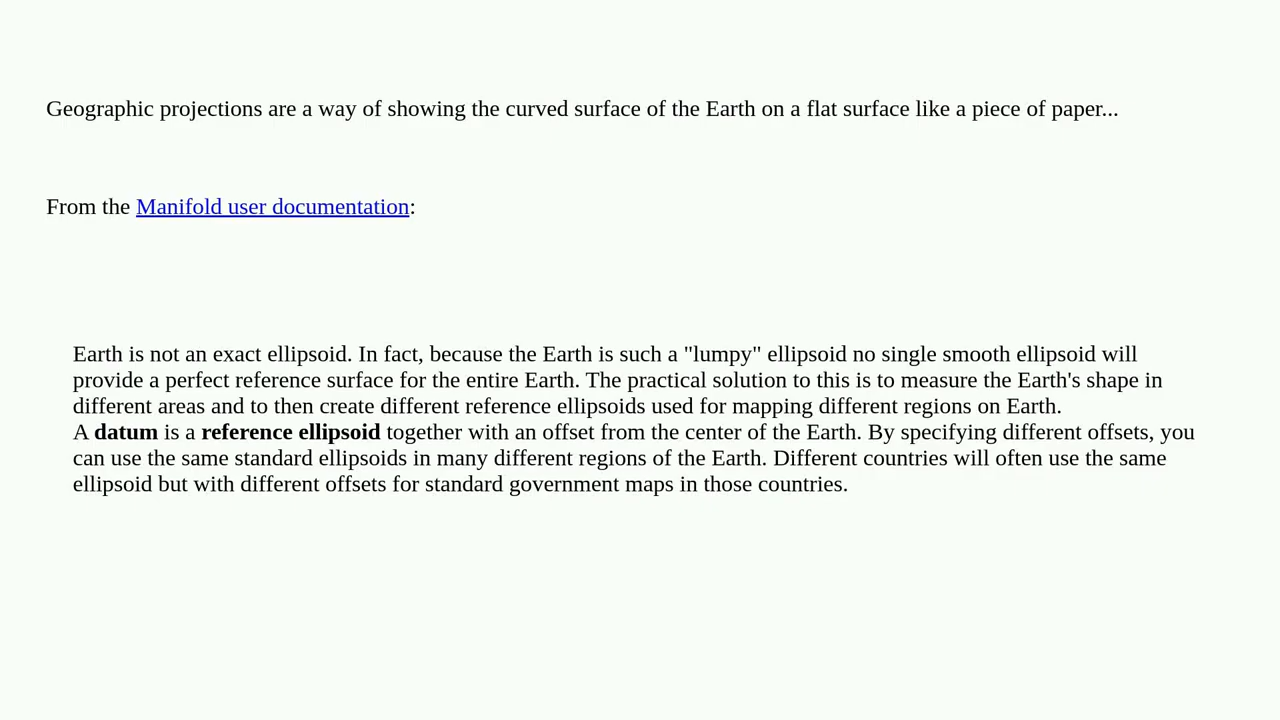 Geographic projections are a way of showing the curved surface of the Earth on a flat surface like a piece of paper...
From the Manifold user documentation:
Earth is not an exact ellipsoid. In fact, because the Earth is such a "lumpy" ellipsoid no single smooth ellipsoid will
provide a perfect reference surface for the entire Earth. The practical solution to this is to measure the Earth's shape in
different areas and to then create different reference ellipsoids used for mapping different regions on Earth.
A datum is a reference ellipsoid together with an offset from the center of the Earth. By specifying different offsets, you
can use the same standard ellipsoids in many different regions of the Earth. Different countries will often use the same
ellipsoid but with different offsets for standard government maps in those countries.